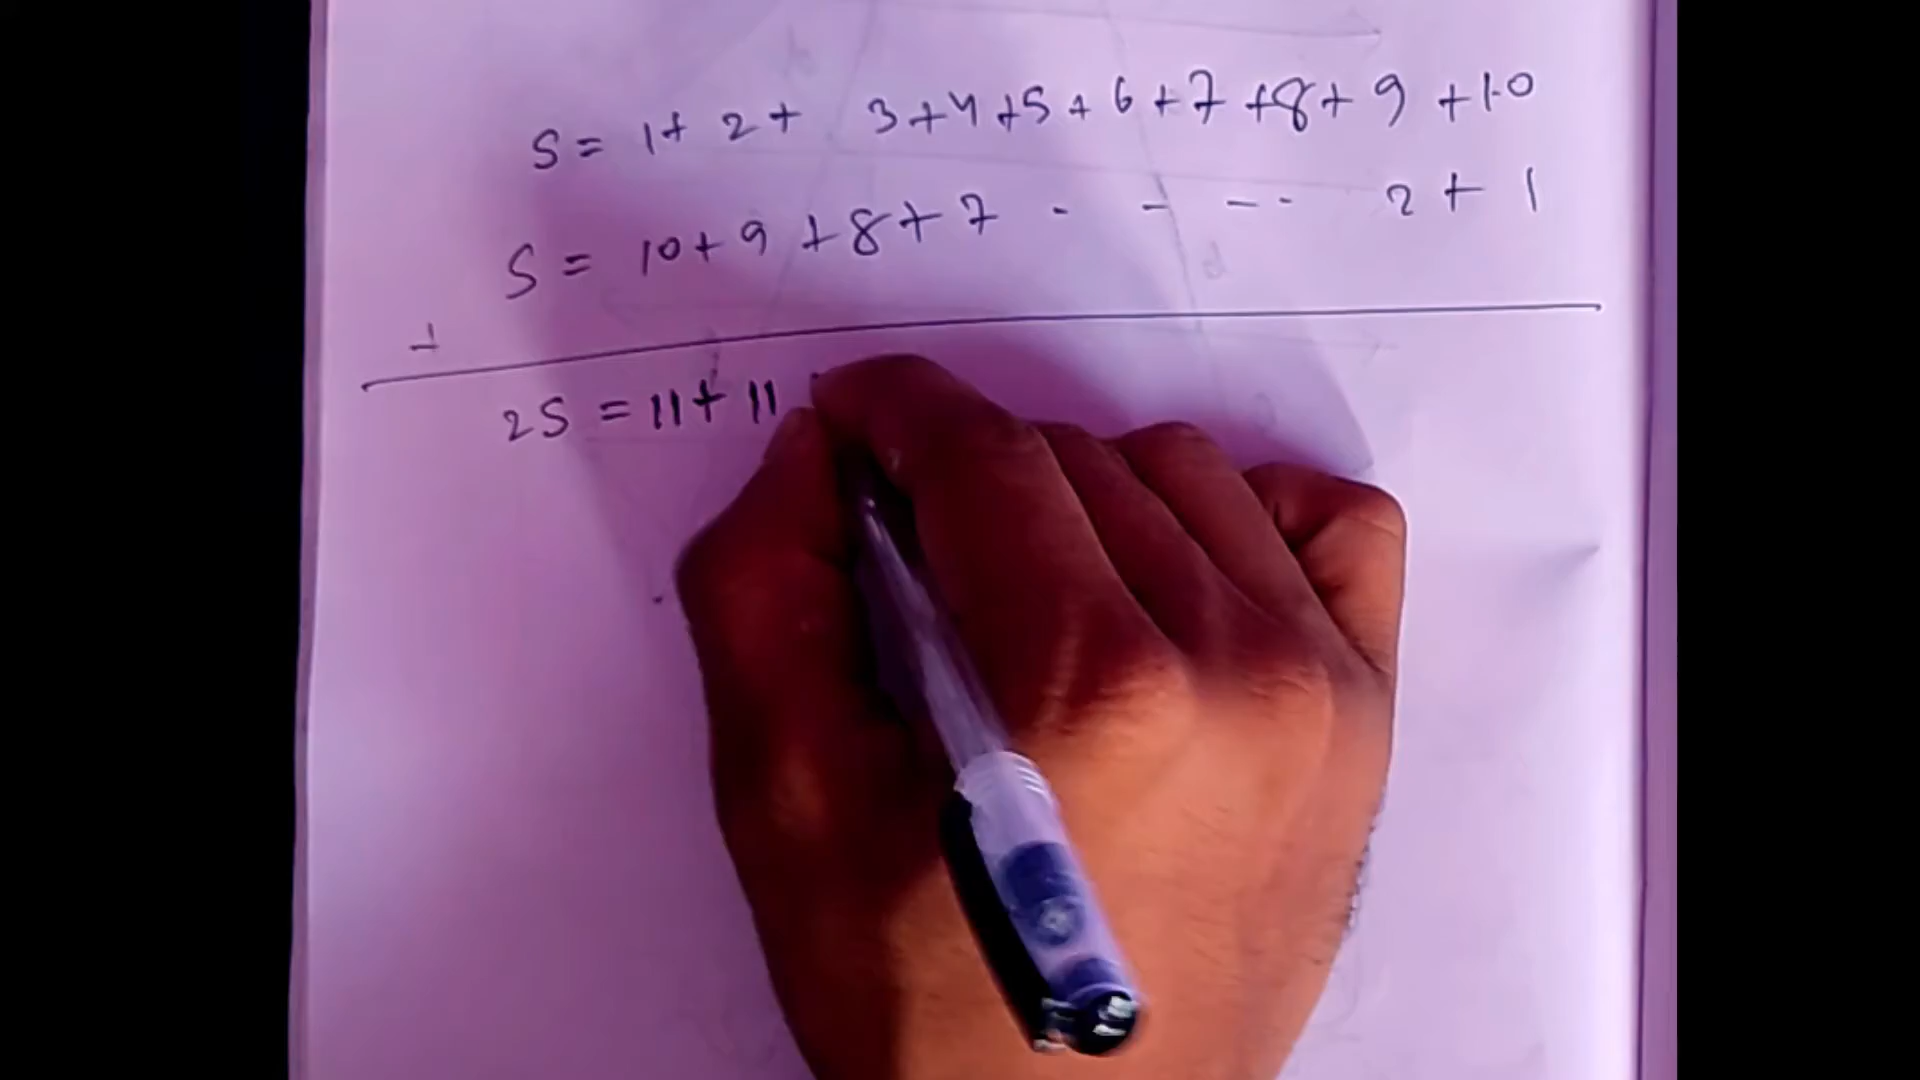 S = 1+ 2+ 3+4+5+6+7+8+9+10
S = 10+9+8+7 - - - - 2+1
+
2S = 11+11